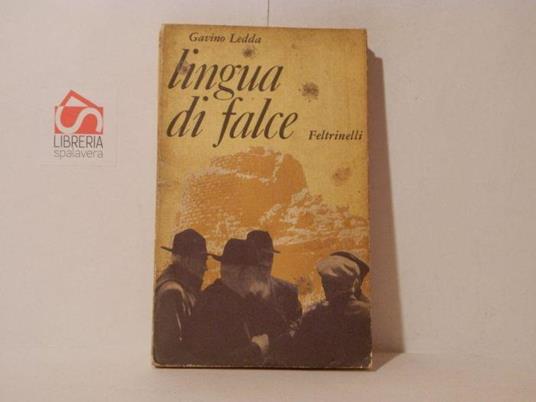 Gavino Ledda
lingua
di falce
Feltrinelli
LIBRERIA
spalavera